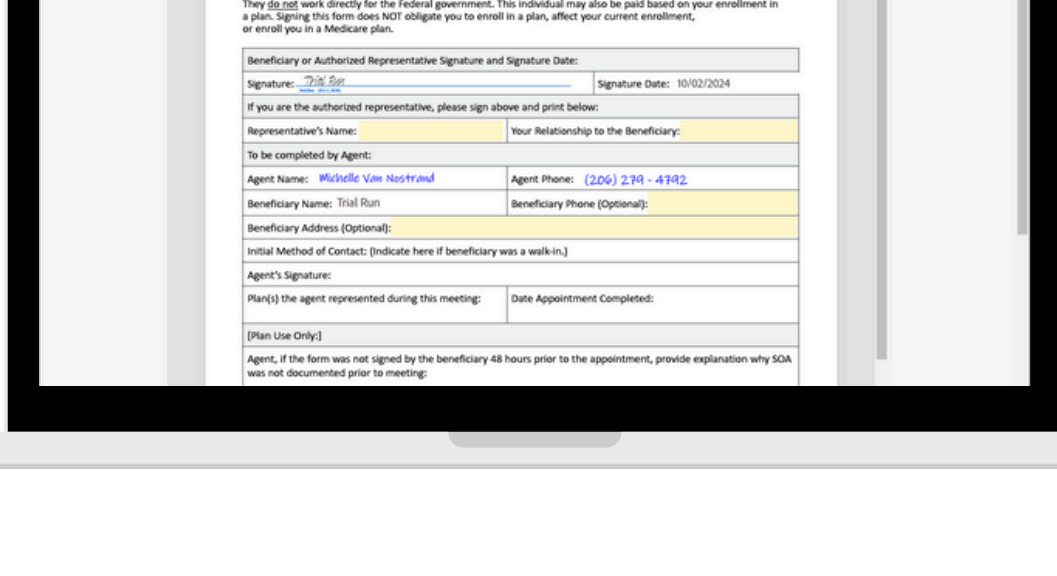 They do not work directly for the Federal government. This individual may also be paid based on your enrollment in
a plan. Signing this form does NOT obligate you to enroll in a plan, affect your current enrollment,
or enroll you in a Medicare plan.
Beneficiary or Authorized Representative Signature and Signature Date:
Signature: Trial Run
Signature Date: 10/02/2024
If you are the authorized representative, please sign above and print below:
Representative's Name:
Your Relationship to the Beneficiary:
To be completed by Agent:
Agent Name: Michelle Van Nostrand
Agent Phone: (206) 279 - 4792
Beneficiary Name: Trial Run
Beneficiary Phone (Optional):
Beneficiary Address (Optional):
Initial Method of Contact: (Indicate here if beneficiary was a walk-in.)
Agent's Signature:
Plan(s) the agent represented during this meeting:
Date Appointment Completed:
[Plan Use Only:]
Agent, if the form was not signed by the beneficiary 48 hours prior to the appointment, provide explanation why SOA
was not documented prior to meeting: